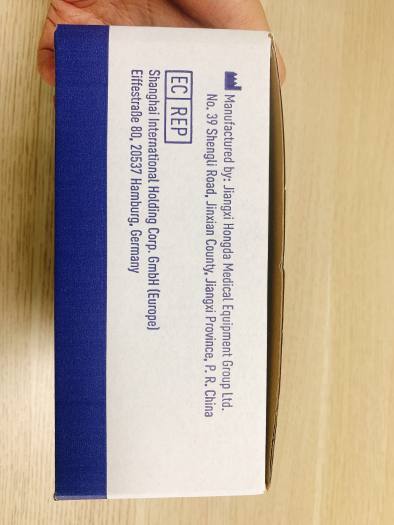 Manufactured by: Jiangxi Hongda Medical Equipment Group Ltd.
No. 39 Shengli Road, Jinxian County, Jiangxi Province, P. R. China
EC REP
Shanghai International Holding Corp. GmbH (Europe)
Eiffestraße 80, 20537 Hamburg, Germany